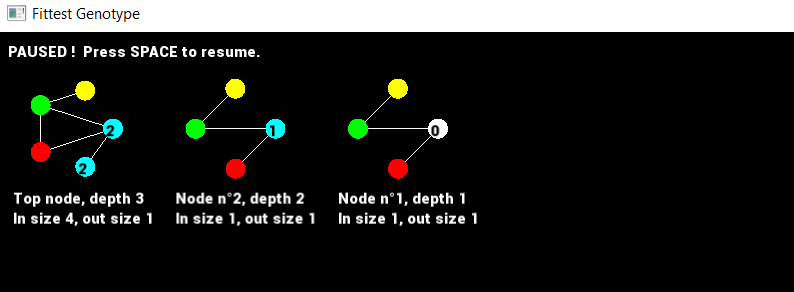 Fittest Genotype
PAUSED ! Press SPACE to resume.
2
2
1
0
Top node, depth 3
In size 4, out size 1
Node n°2, depth 2
In size 1, out size 1
Node n°1, depth 1
In size 1, out size 1